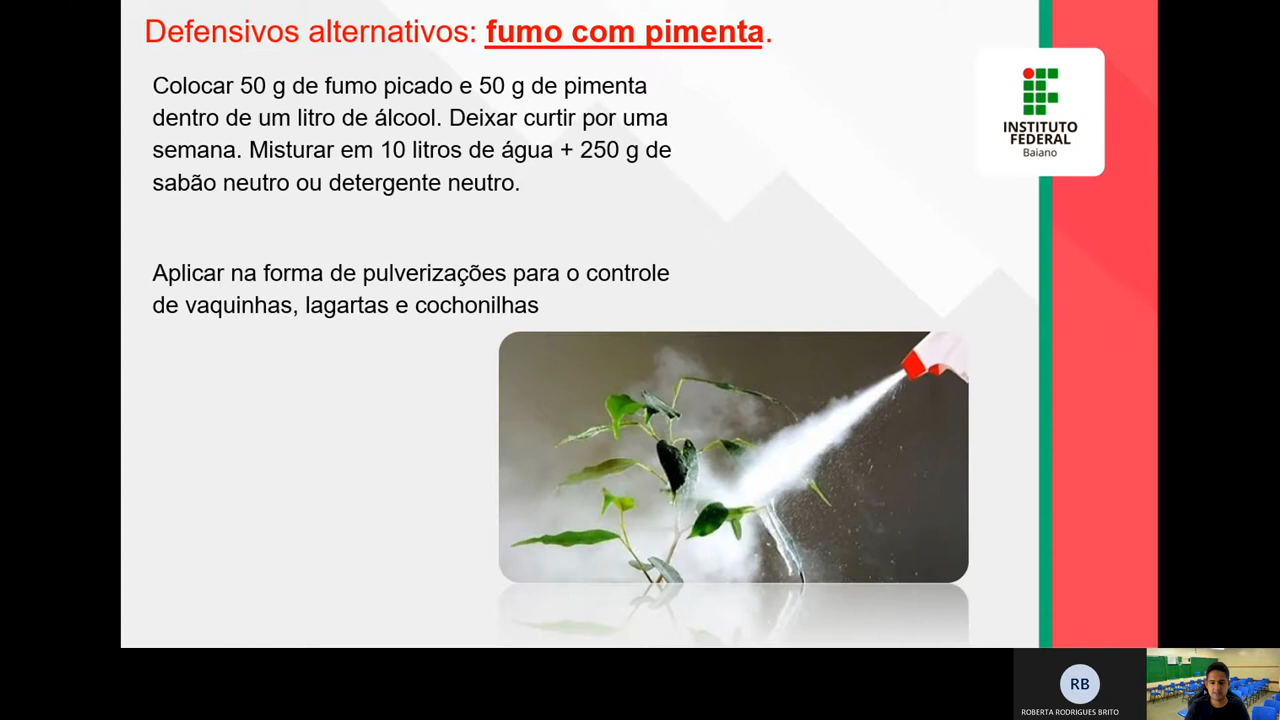 Defensivos alternativos: fumo com pimenta.
Colocar 50 g de fumo picado e 50 g de pimenta
dentro de um litro de álcool. Deixar curtir por uma
semana. Misturar em 10 litros de água + 250 g de
sabão neutro ou detergente neutro.
Aplicar na forma de pulverizações para o controle
de vaquinhas, lagartas e cochonilhas
INSTITUTO
FEDERAL
Baiano
RB
ROBERTA RODRIGUES BRITO